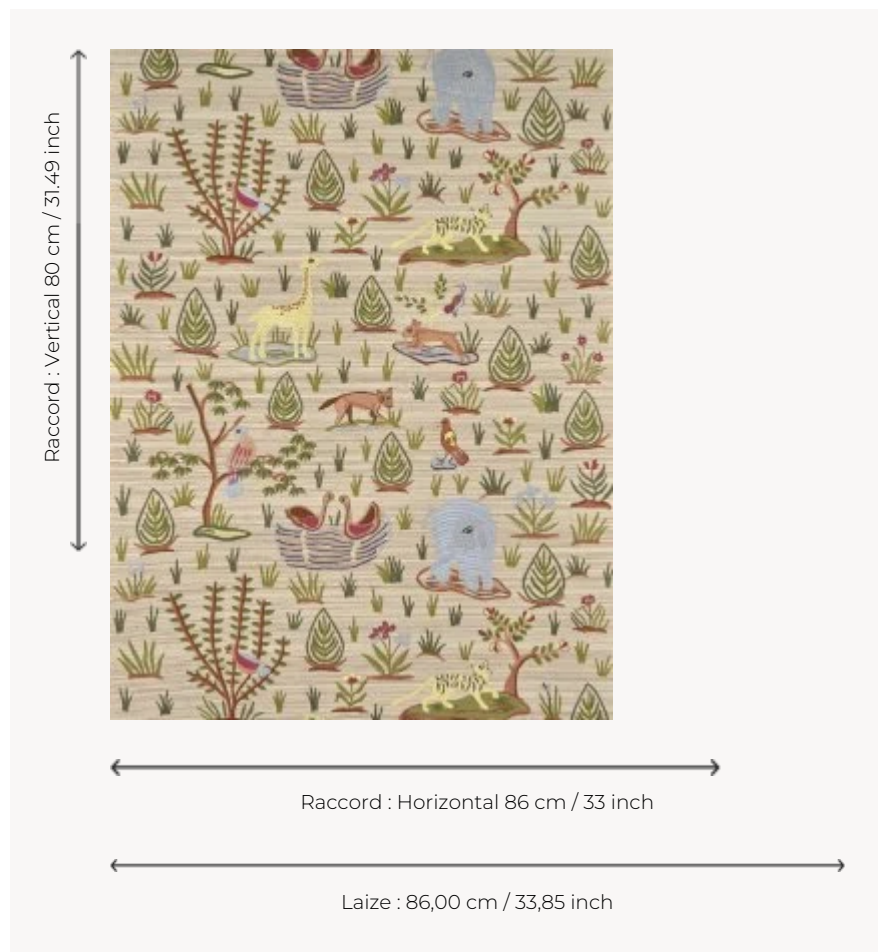 Raccord : Vertical 80 cm / 31.49 inch
Raccord : Horizontal 86 cm / 33 inch
Laize : 86,00 cm / 33,85 inch